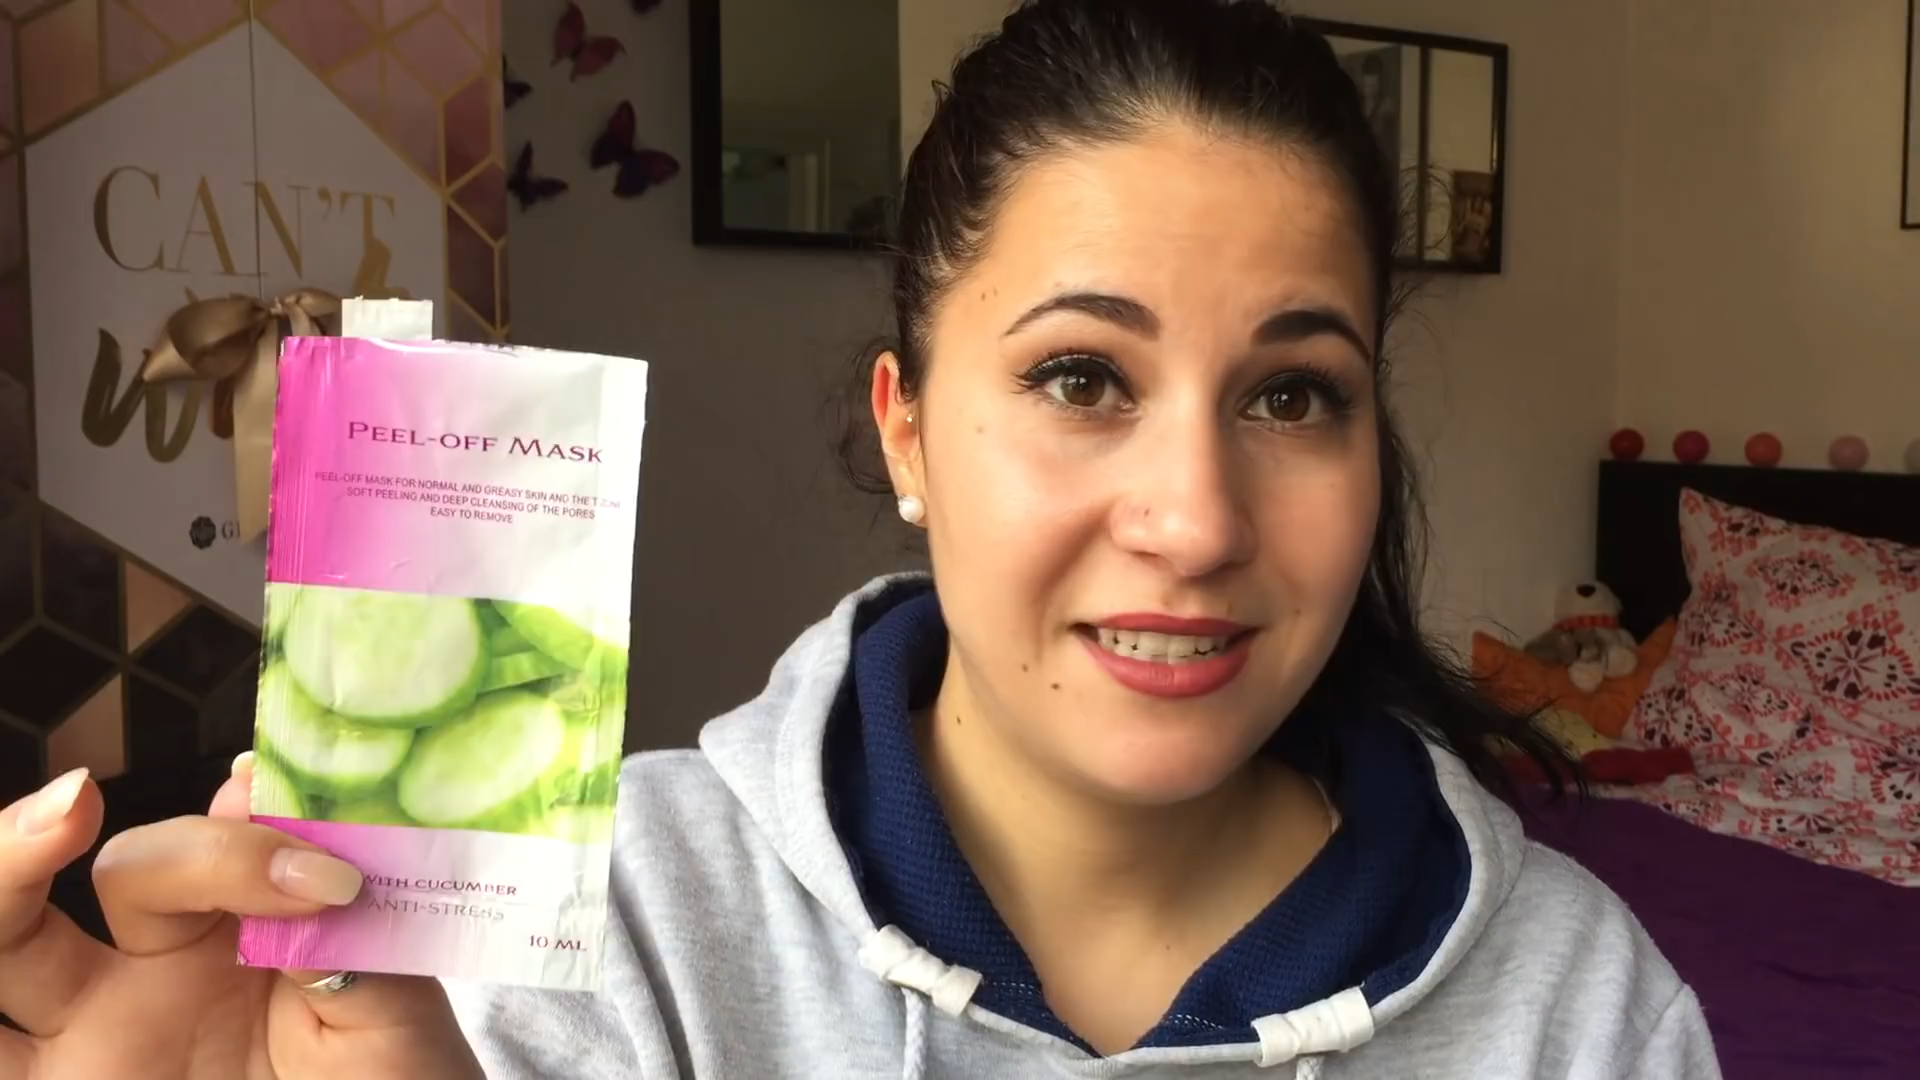 CAN'T
PEEL-OFF MASK
PEEL-OFF MASK FOR NORMAL AND GREASY SKIN AND THE T-ZONE
SOFT PEELING AND DEEP CLEANSING OF THE PORES
EASY TO REMOVE
WITH CUCUMBER
ANTI-STRESS
10 ML